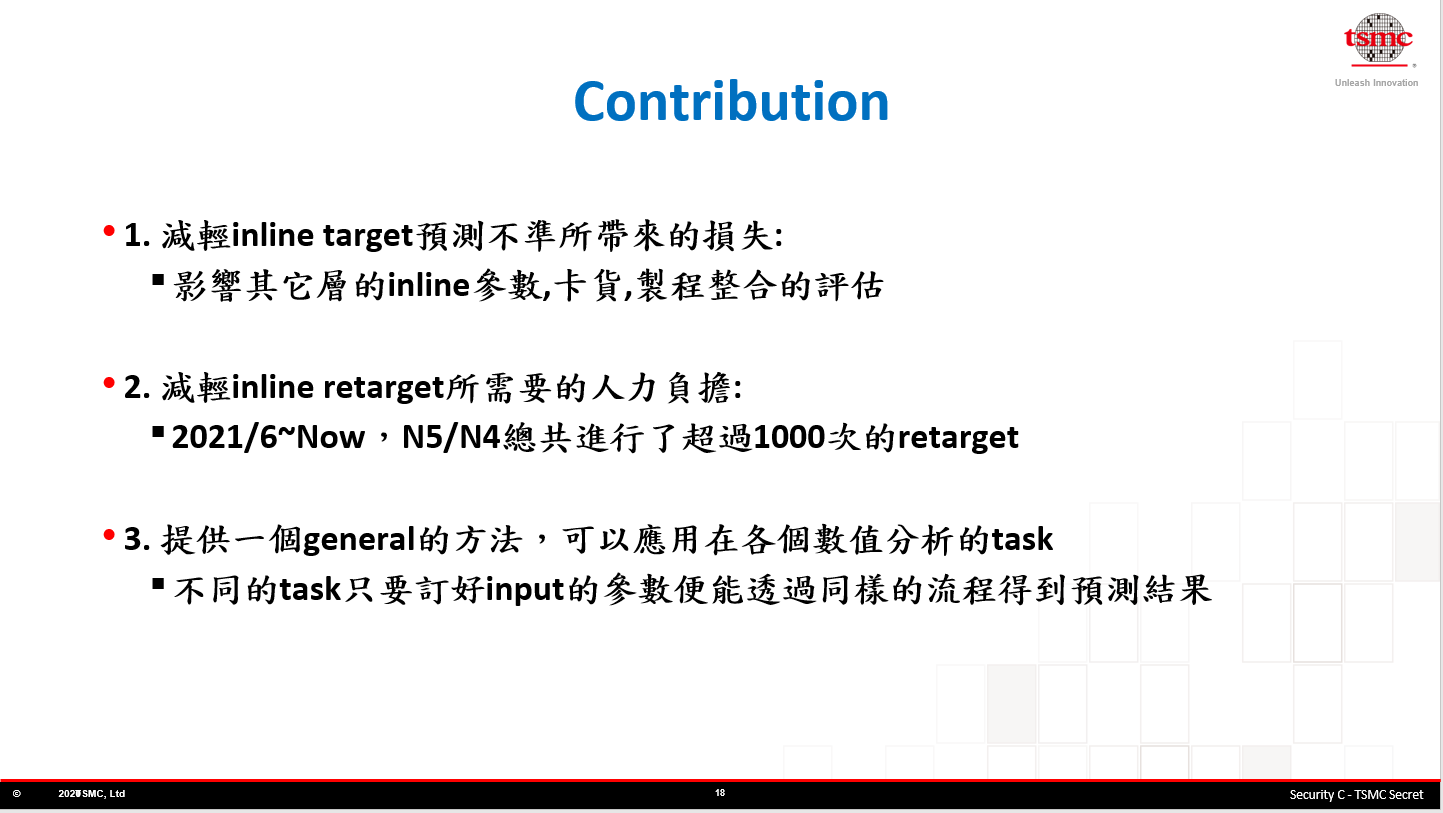 tsmc
Unleash Innovation
Contribution
• 1. 減輕inline target預測不準所帶來的損失:
▪ 影響其它層的inline參數,卡貨,製程整合的評估
• 2. 減輕inline retarget所需要的人力負擔:
▪ 2021/6~Now，N5/N4總共進行了超過1000次的retarget
• 3. 提供一個general的方法，可以應用在各個數值分析的task
▪ 不同的task只要訂好input的參數便能透過同樣的流程得到預測結果
© TSMC, Ltd
18
Security C - TSMC Secret